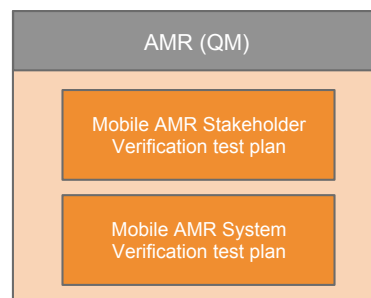 AMR (QM)
Mobile AMR Stakeholder
Verification test plan
Mobile AMR System
Verification test plan